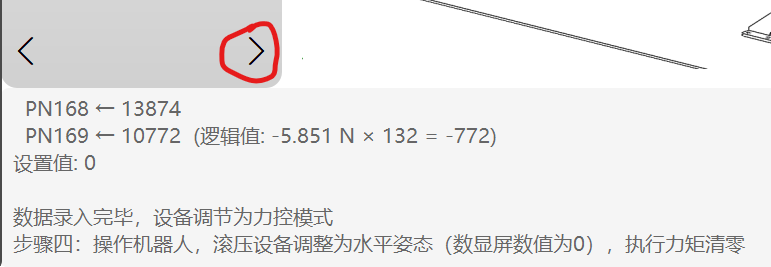 PN168 ← 13874
PN169 ← 10772  (逻辑值: -5.851 N × 132 = -772)
设置值: 0
数据录入完毕，设备调节为力控模式
步骤四：操作机器人，滚压设备调整为水平姿态（数显屏数值为0），执行力矩清零